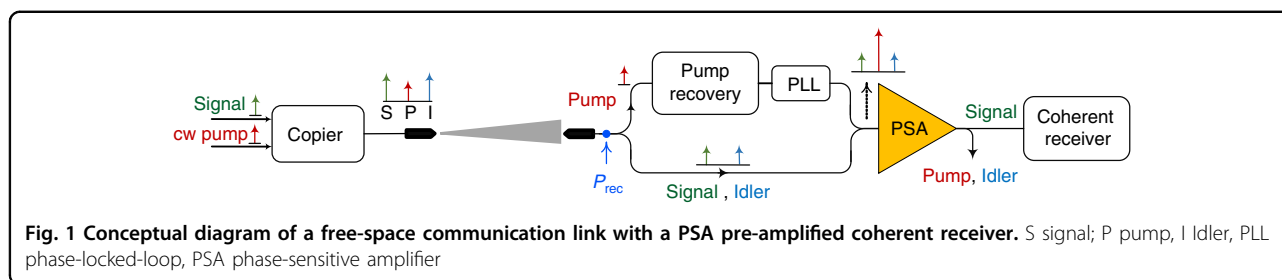 Signal
cw pump
Copier
S P I
Pump
Pump
recovery
PLL
P_rec
Signal , Idler
PSA
Signal
Pump, Idler
Coherent
receiver
Fig. 1 Conceptual diagram of a free-space communication link with a PSA pre-amplified coherent receiver. S signal; P pump, I Idler, PLL
phase-locked-loop, PSA phase-sensitive amplifier